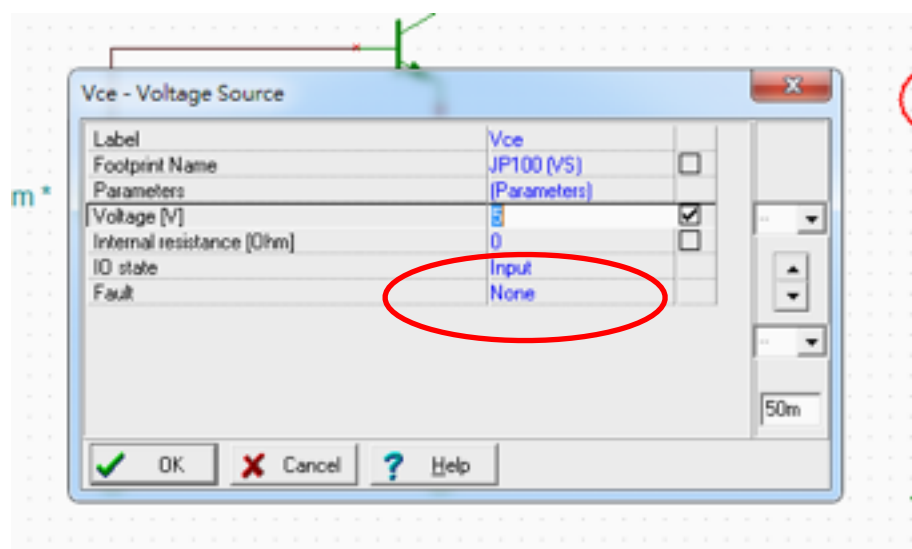 Vce - Voltage Source
Label Vce
Footprint Name JP100 (VS)
Parameters (Parameters)
m *
Voltage [V] 5
Internal resistance [Ohm] 0
IO state Input
Fault None
50m
OK Cancel ? Help